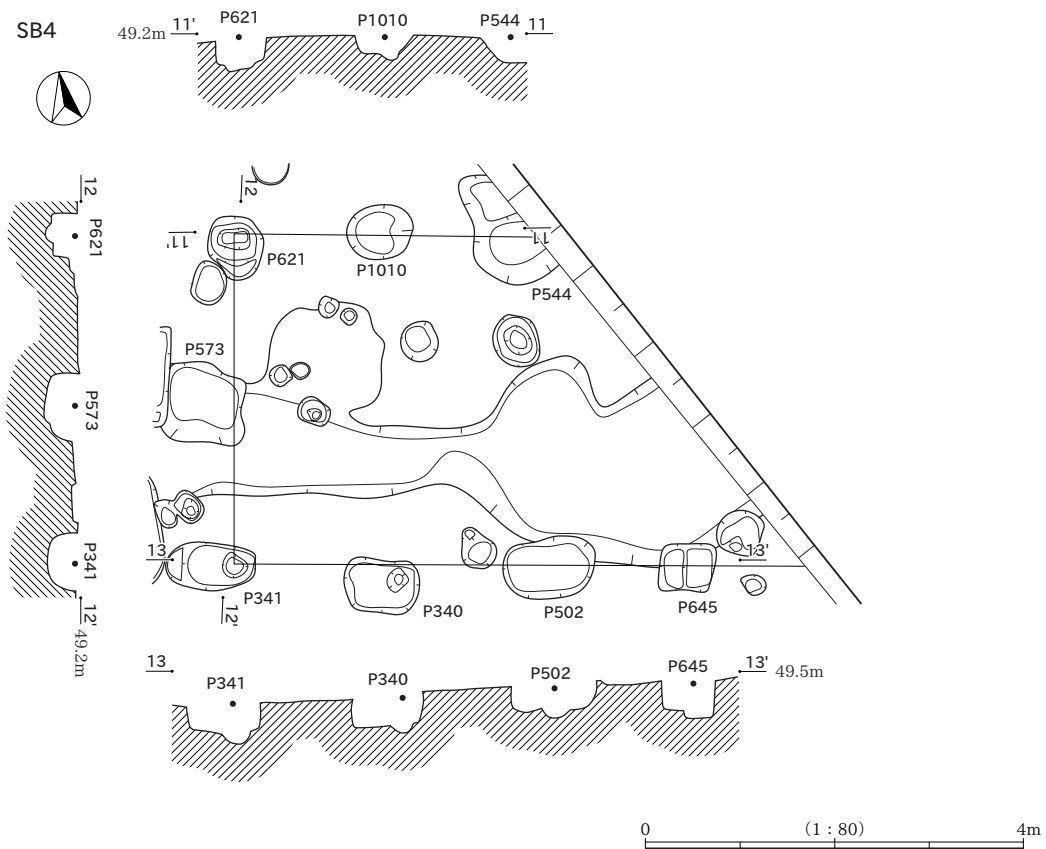 SB4
49.2m 11' P621 P1010 P544 11
12 12
P621 11' 11
P621 P1010 P544
P573
P573
13 13'
P341 P341 P340 P502 P645
12' 12'
49.2m
13 P341 P340 P502 P645 13' 49.5m
0 (1:80) 4m